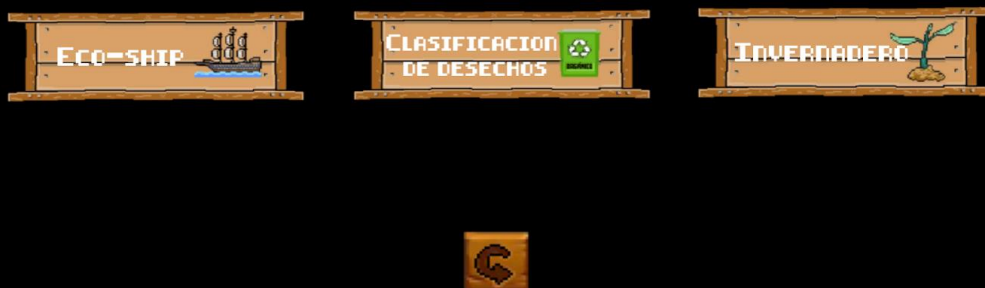 ECO-SHIP
CLASIFICACION
DE DESECHOS
INVERNADERO